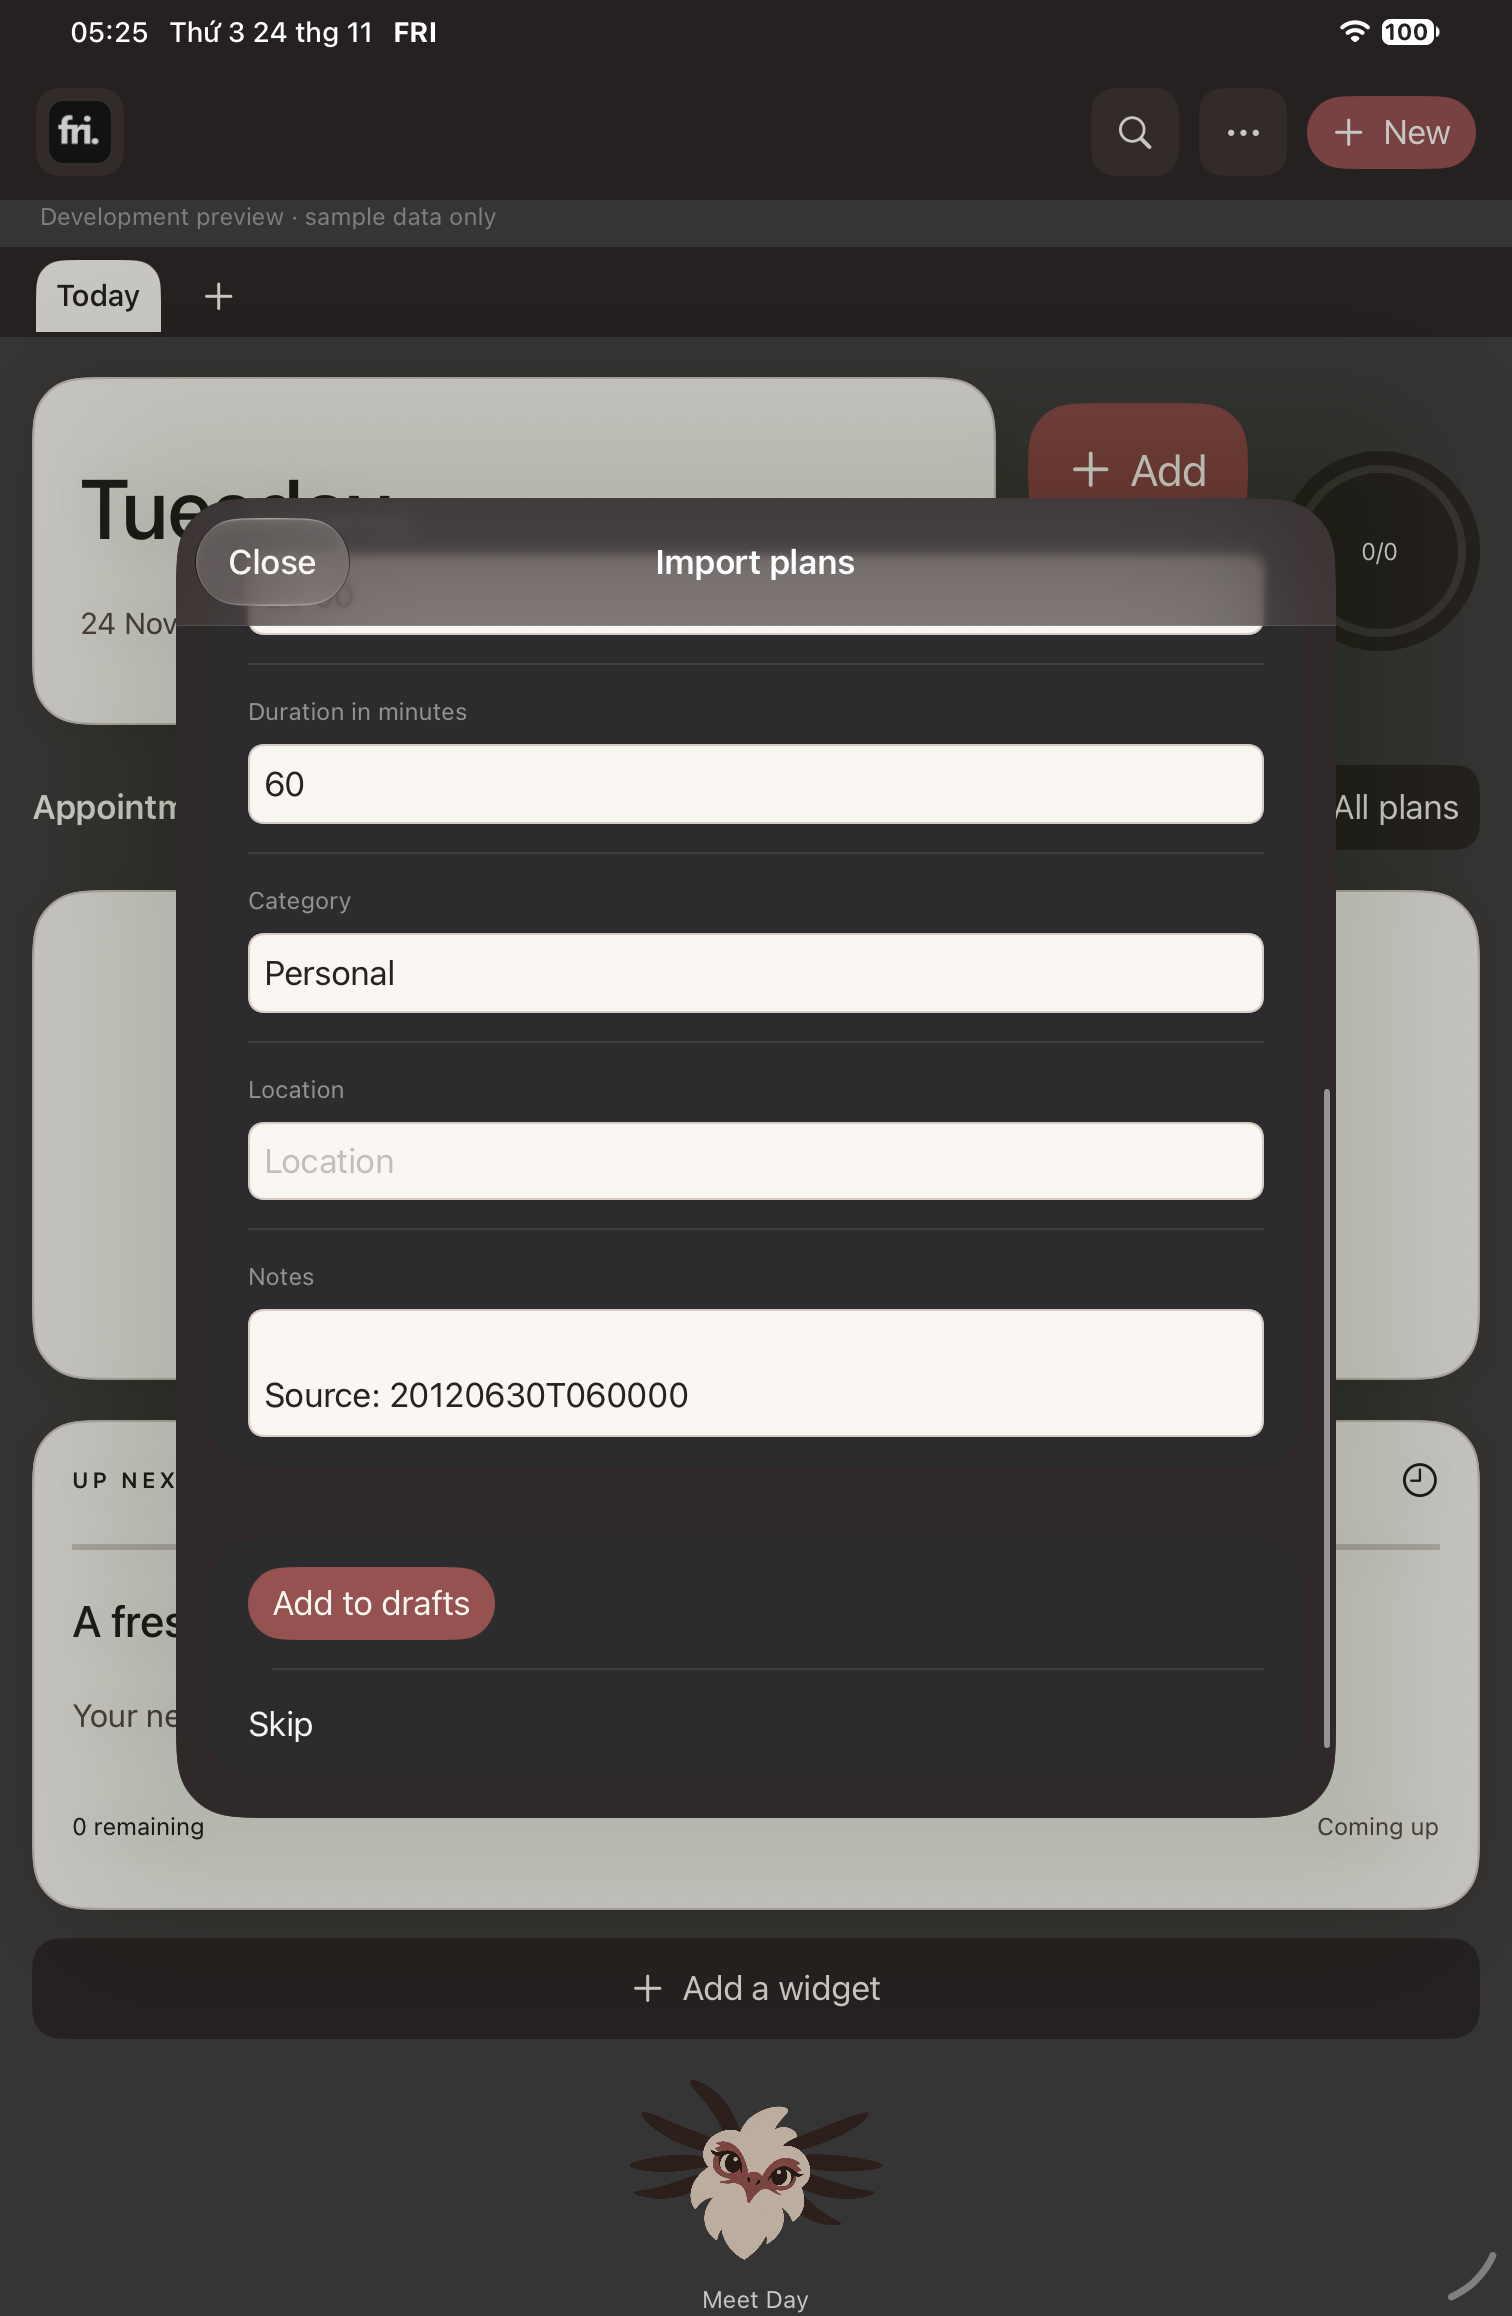 05:25 Thứ 3 24 thg 11 FRI
100
fri.
New
Development preview · sample data only
Today
Add
0/0
24 Nov
Close
Import plans
Duration in minutes
60
Appointm
All plans
Category
Personal
Location
Location
Notes
Source: 20120630T060000
UP NEX
A fres
Add to drafts
Your ne
Skip
0 remaining
Coming up
Add a widget
Meet Day